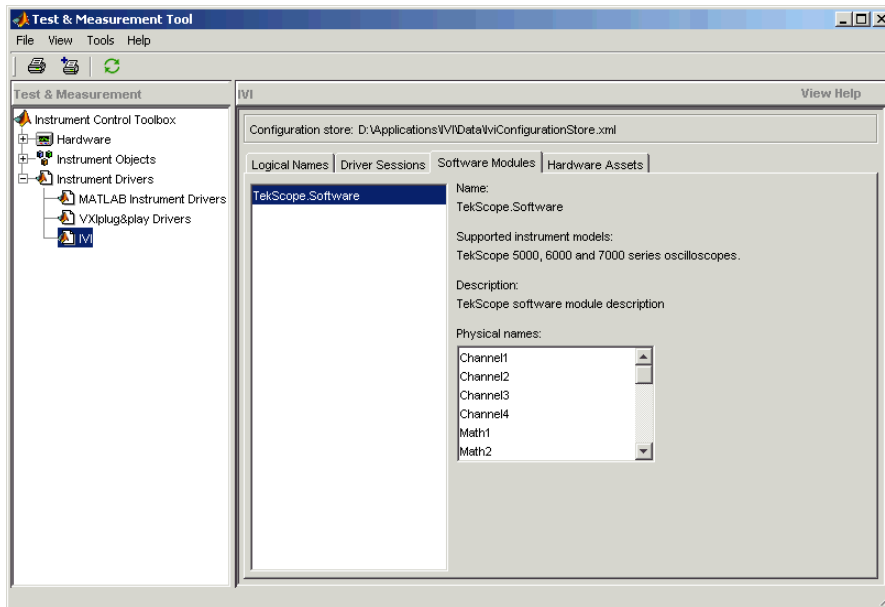 Test & Measurement Tool
File View Tools Help
Test & Measurement
IVI
View Help
Instrument Control Toolbox
Hardware
Instrument Objects
Instrument Drivers
MATLAB Instrument Drivers
VXIplug&play Drivers
IVI
Configuration store: D:\Applications\IVI\Data\IviConfigurationStore.xml
Logical Names Driver Sessions Software Modules Hardware Assets
TekScope.Software
Name:
TekScope.Software
Supported instrument models:
TekScope 5000, 6000 and 7000 series oscilloscopes.
Description:
TekScope software module description
Physical names:
Channel1
Channel2
Channel3
Channel4
Math1
Math2